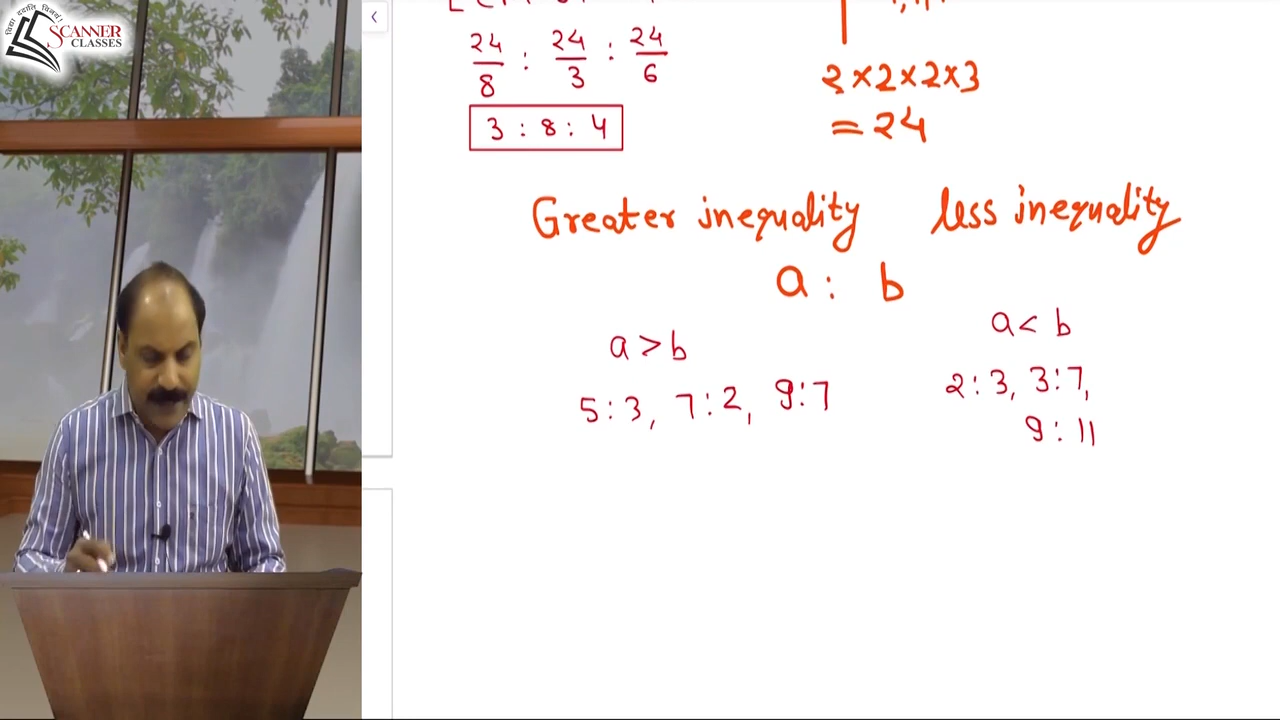 SCANNER
CLASSES
24/8 : 24/3 : 24/6
3 : 8 : 4
2×2×2×3
= 24
Greater inequality less inequality
a : b
a > b
a < b
5:3, 7:2, 9:7
2:3, 3:7,
9:11